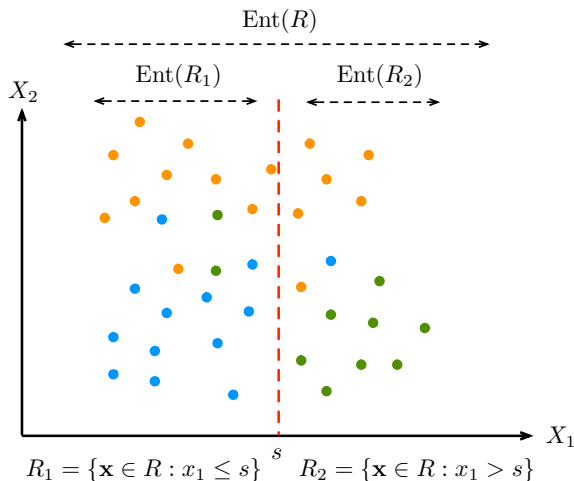 Ent(R)
Ent(R₁) Ent(R₂)
X₂
X₁
s
R₁ = {𝐱 ∈ R : x₁ ≤ s} R₂ = {𝐱 ∈ R : x₁ > s}